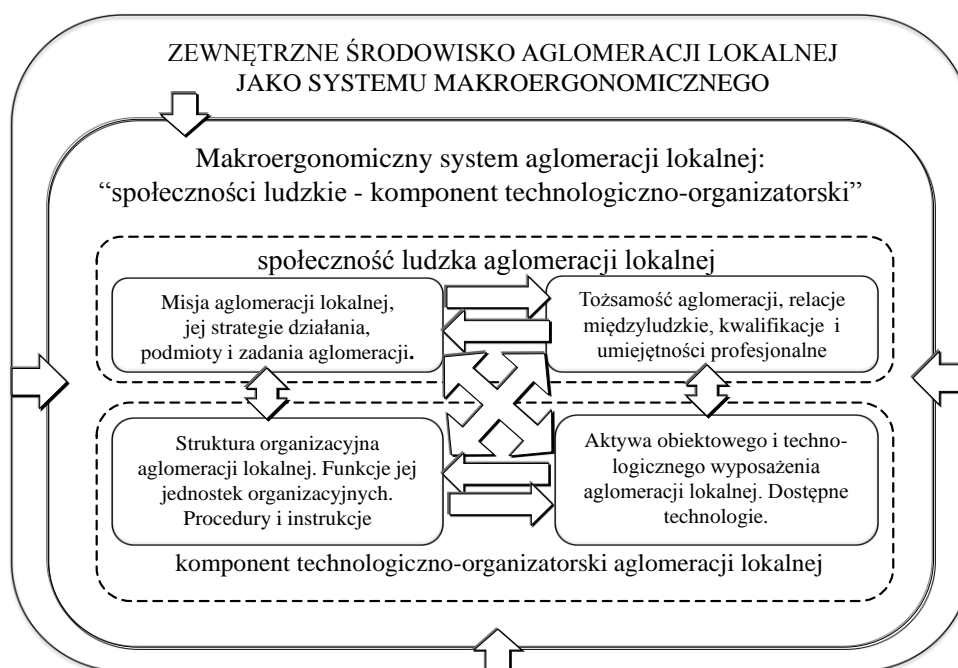 ZEWNĘTRZNE ŚRODOWISKO AGLOMERACJI LOKALNEJ
JAKO SYSTEMU MAKROERGONOMICZNEGO
Makroergonomiczny system aglomeracji lokalnej:
“społeczności ludzkie - komponent technologiczno-organizatorski”
społeczność ludzka aglomeracji lokalnej
Misja aglomeracji lokalnej,
jej strategie działania,
podmioty i zadania aglomeracji.
Tożsamość aglomeracji, relacje
międzyludzkie, kwalifikacje i
umiejętności profesjonalne
Struktura organizacyjna
aglomeracji lokalnej. Funkcje jej
jednostek organizacyjnych.
Procedury i instrukcje
Aktywa obiektowego i techno-
logicznego wyposażenia
aglomeracji lokalnej. Dostępne
technologie.
komponent technologiczno-organizatorski aglomeracji lokalnej